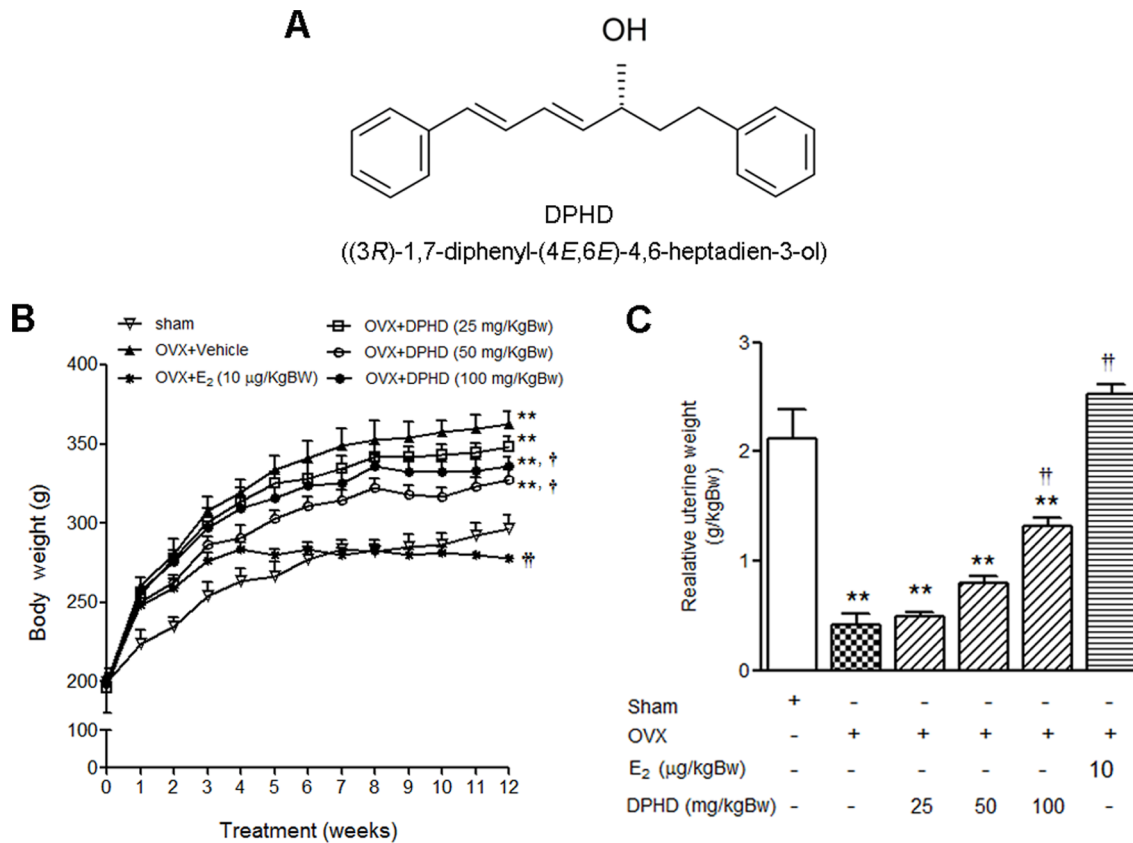 A
OH
DPHD
((3R)-1,7-diphenyl-(4E,6E)-4,6-heptadien-3-ol)
B
sham
OVX+Vehicle
OVX+E2 (10 µg/KgBW)
OVX+DPHD (25 mg/KgBw)
OVX+DPHD (50 mg/KgBw)
OVX+DPHD (100 mg/KgBw)
Body weight (g)
400
350
300
250
200
100
0
**
**
**, †
**, †
††
0 1 2 3 4 5 6 7 8 9 10 11 12
Treatment (weeks)
C
Realative uterine weight
(g/kgBw)
3
2
1
0
**
**
**
††
**
††
Sham + - - - - -
OVX - + + + + +
E2 (µg/kgBw) - - - - - 10
DPHD (mg/kgBw) - - 25 50 100 -